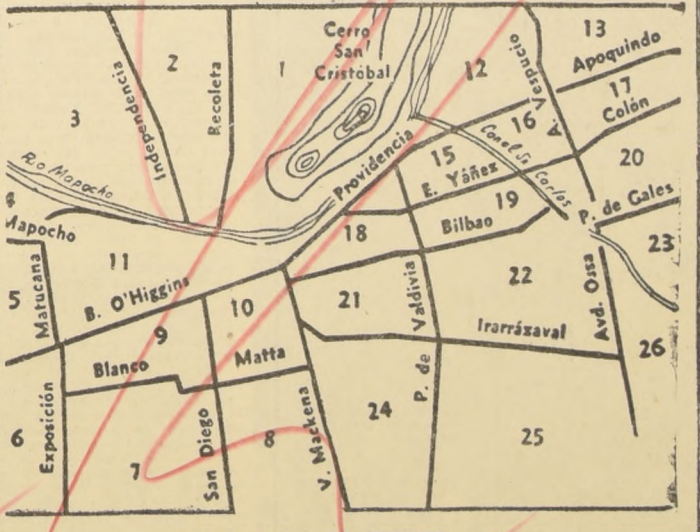 13
Cerro
San
Cristóbal
Apoquindo
2
1
12
A. Vespucio
17
Colón
3
Independencia
Recoleta
16
Providencia
15
Canal Sn Carlos
20
E. Yáñez
Rio Mapocho
19
P. de Gales
4
Mapocho
18
Bilbao
23
11
5
Matucana
B. O'Higgins
10
21
Valdivia
22
Avd. Ossa
9
Irarrázaval
26
Blanco
Matta
P. de
24
25
6
Exposición
7
San Diego
8
V. Mackena